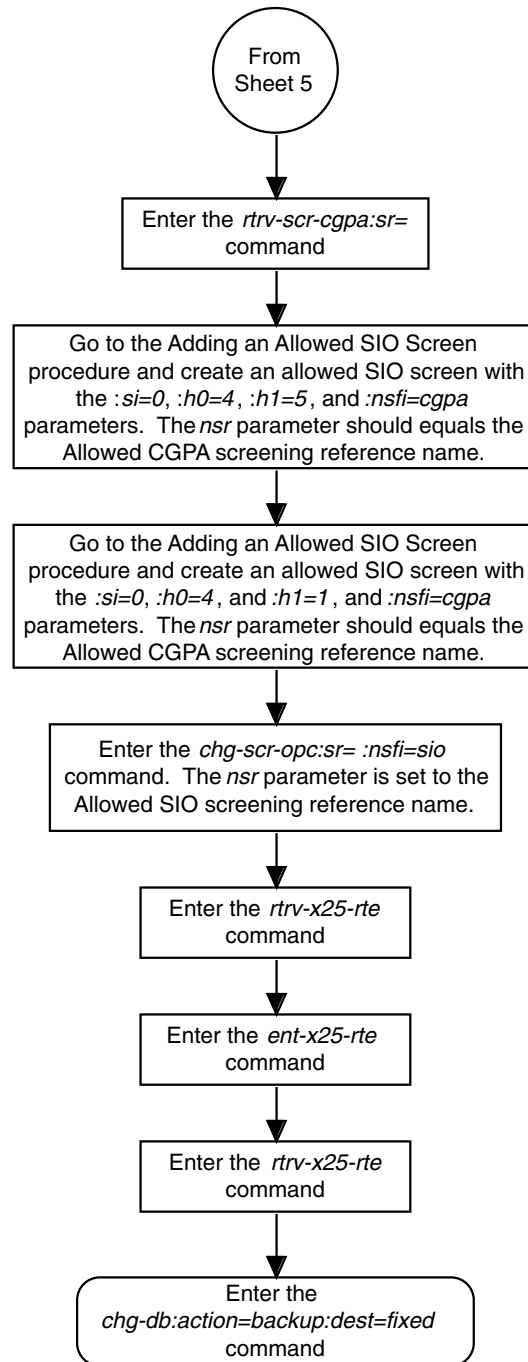 From
Sheet 5
Enter the rtrv-scr-cgpa:sr=
command
Go to the Adding an Allowed SIO Screen
procedure and create an allowed SIO screen with
the :si=0, :h0=4, :h1=5, and :nsfi=cgpa
parameters. The nsr parameter should equals the
Allowed CGPA screening reference name.
Go to the Adding an Allowed SIO Screen
procedure and create an allowed SIO screen with
the :si=0, :h0=4, and :h1=1, and :nsfi=cgpa
parameters. The nsr parameter should equals the
Allowed CGPA screening reference name.
Enter the chg-scr-opc:sr= :nsfi=sio
command. The nsr parameter is set to the
Allowed SIO screening reference name.
Enter the rtrv-x25-rte
command
Enter the ent-x25-rte
command
Enter the rtrv-x25-rte
command
Enter the
chg-db:action=backup:dest=fixed
command